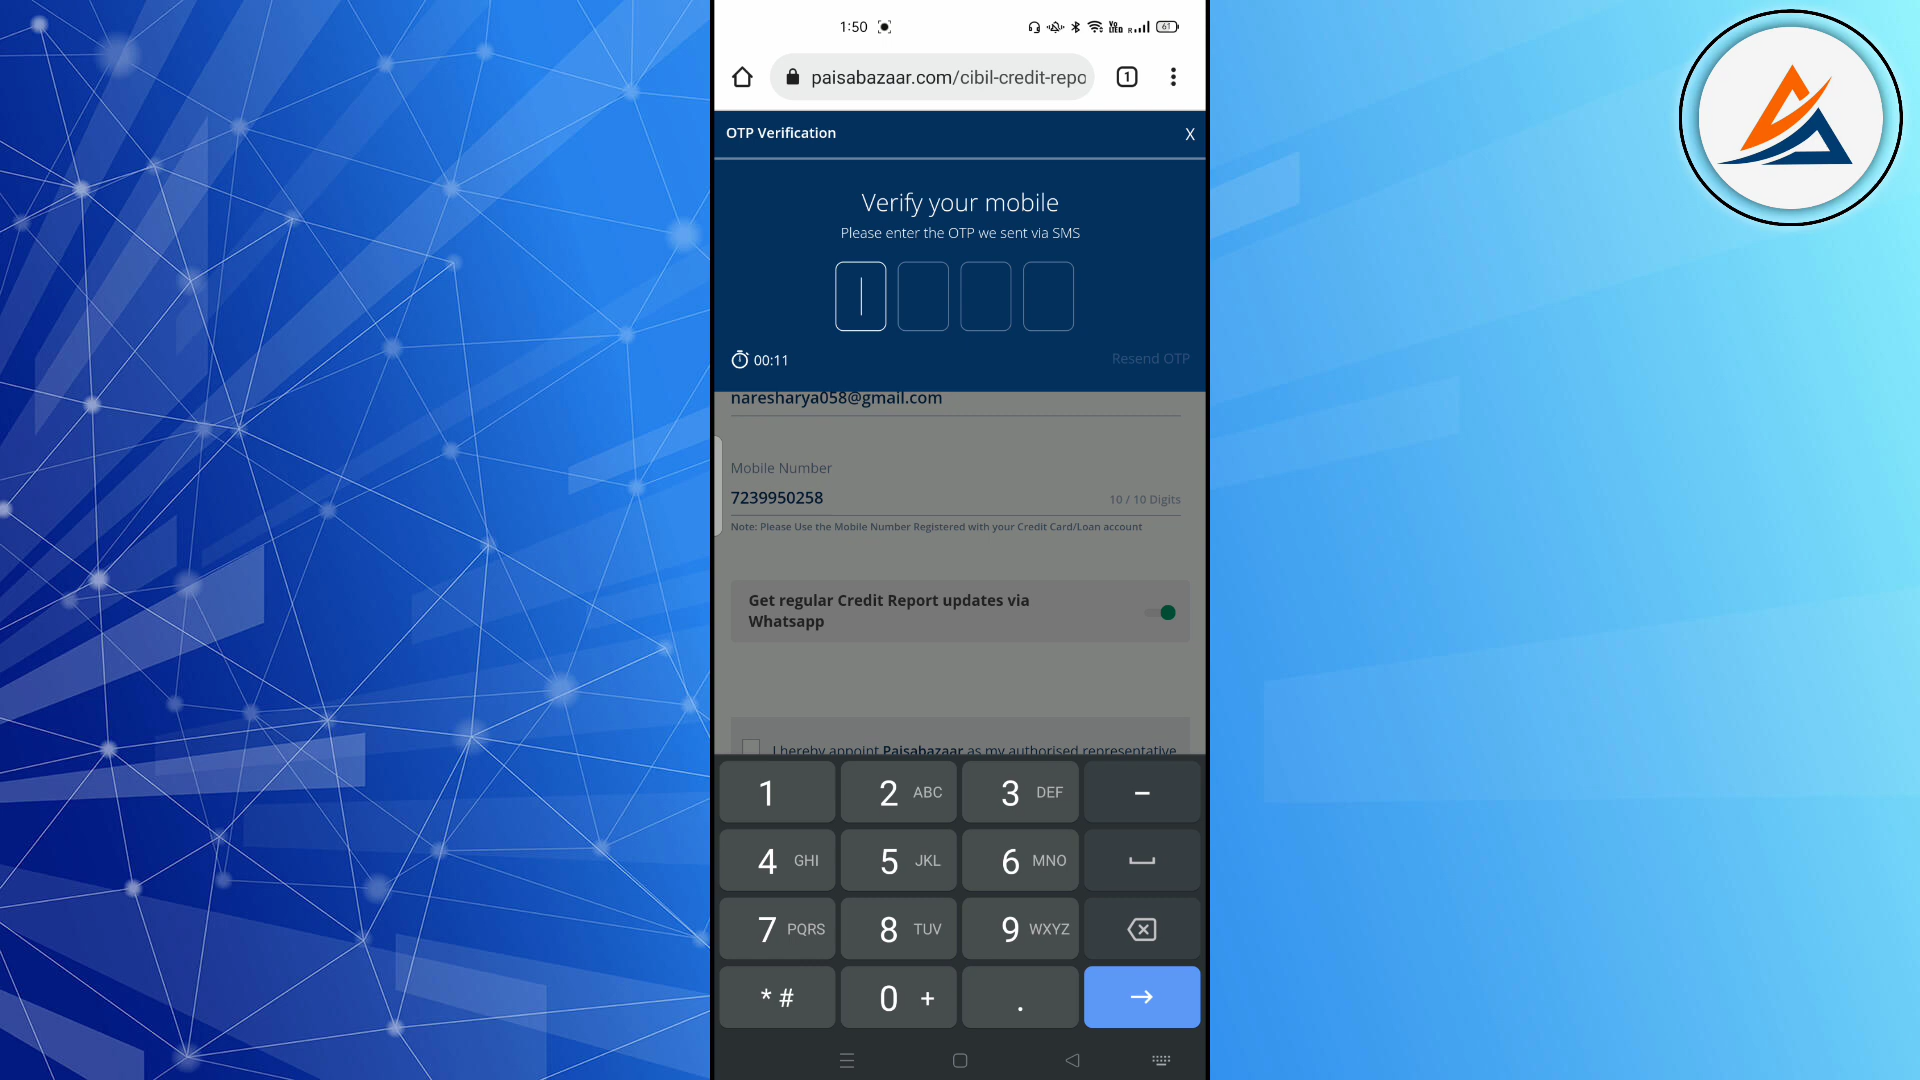 1:50
61
paisabazaar.com/cibil-credit-repo
1
OTP Verification
X
Verify your mobile
Please enter the OTP we sent via SMS
00:11
Resend OTP
naresharya058@gmail.com
Mobile Number
7239950258
10 / 10 Digits
Note: Please Use the Mobile Number Registered with your Credit Card/Loan account
Get regular Credit Report updates via
Whatsapp
I hereby appoint Paisabazaar as my authorised representative
1
2 ABC
3 DEF
–
4 GHI
5 JKL
6 MNO
7 PQRS
8 TUV
9 WXYZ
* #
0 +
.